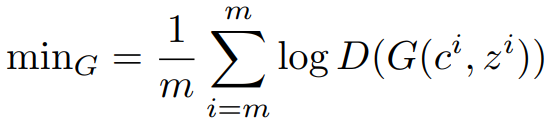 min_G = \frac{1}{m} \sum_{i=m}^{m} \log D(G(c^i, z^i))